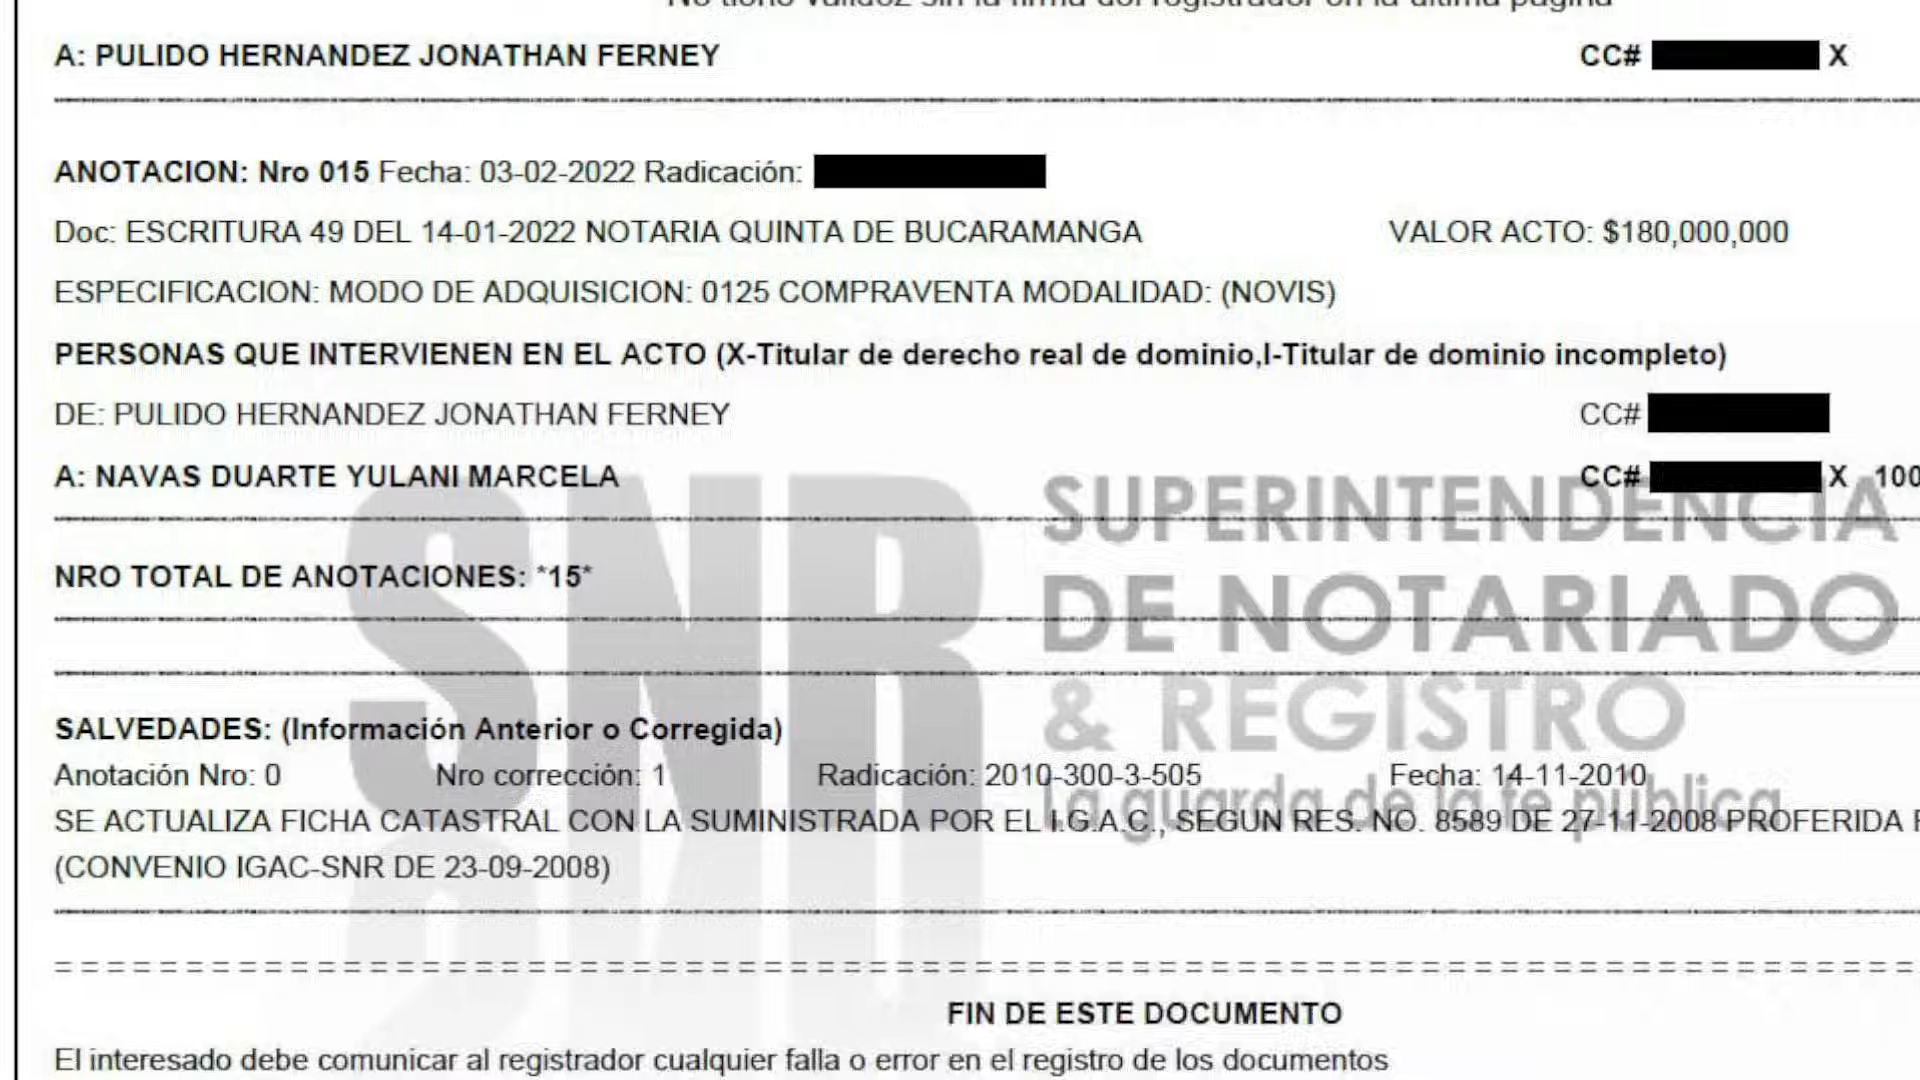 No tiene validez sin la firma del registrador en la ultima pagina
A: PULIDO HERNANDEZ JONATHAN FERNEY CC# X
ANOTACION: Nro 015 Fecha: 03-02-2022 Radicación:
Doc: ESCRITURA 49 DEL 14-01-2022 NOTARIA QUINTA DE BUCARAMANGA VALOR ACTO: $180,000,000
ESPECIFICACION: MODO DE ADQUISICION: 0125 COMPRAVENTA MODALIDAD: (NOVIS)
PERSONAS QUE INTERVIENEN EN EL ACTO (X-Titular de derecho real de dominio,I-Titular de dominio incompleto)
DE: PULIDO HERNANDEZ JONATHAN FERNEY CC#
A: NAVAS DUARTE YULANI MARCELA CC# X 100
NRO TOTAL DE ANOTACIONES: *15*
SNR SUPERINTENDENCIA
DE NOTARIADO
& REGISTRO
la guarda de la fe pública
SALVEDADES: (Información Anterior o Corregida)
Anotación Nro: 0 Nro corrección: 1 Radicación: 2010-300-3-505 Fecha: 14-11-2010
SE ACTUALIZA FICHA CATASTRAL CON LA SUMINISTRADA POR EL I.G.A.C., SEGUN RES. NO. 8589 DE 27-11-2008 PROFERIDA
(CONVENIO IGAC-SNR DE 23-09-2008)
FIN DE ESTE DOCUMENTO
El interesado debe comunicar al registrador cualquier falla o error en el registro de los documentos